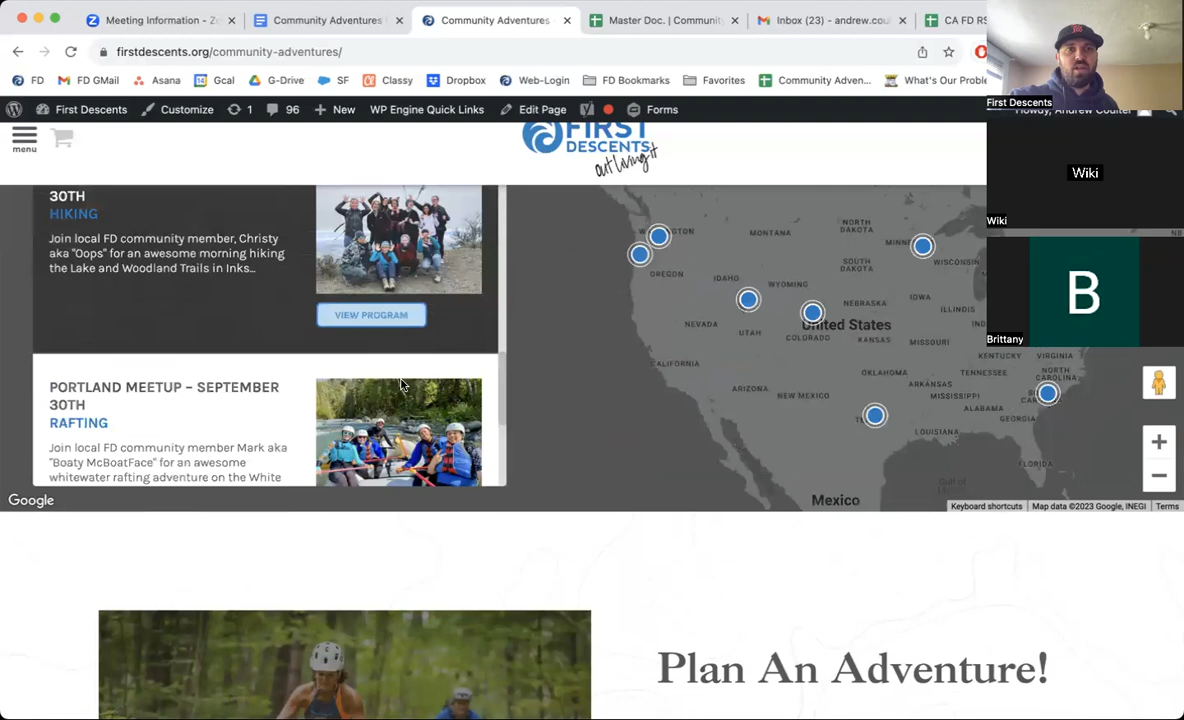 Meeting Information - Z
Community Adventures
Community Adventures
Master Doc. | Communit
Inbox (23) - andrew.cou
CA FD RS
firstdescents.org/community-adventures/
FD
FD GMail
Asana
Gcal
G-Drive
SF
Classy
Dropbox
Web-Login
FD Bookmarks
Favorites
Community Adven...
What's Our Proble
First Descents
Customize
1
96
New
WP Engine Quick Links
Edit Page
Forms
First Descents
Howdy, Andrew Coulter
menu
FIRST
DESCENTS
out living it
Wiki
Wiki
B
Brittany
30TH
HIKING
Join local FD community member, Christy
aka "Oops" for an awesome morning hiking
the Lake and Woodland Trails in Inks...
VIEW PROGRAM
PORTLAND MEETUP – SEPTEMBER
30TH
RAFTING
Join local FD community member Mark aka
"Boaty McBoatFace" for an awesome
whitewater rafting adventure on the White
Google
NORTH
DAKOTA
MONTANA
MINN
OREGON
IDAHO
SOUTH
DAKOTA
WISCONSIN
WYOMING
NEBRASKA
IOWA
ILLINOIS
NEVADA
UTAH
United States
COLORADO
KANSAS
MISSOURI
KENTUCKY
VIRGINIA
CALIFORNIA
OKLAHOMA
TENNESSEE
NORTH
CAROLINA
ARIZONA
NEW MEXICO
ARKANSAS
MISSISSIPPI
ALABAMA
GEORGIA
LOUISIANA
FLORIDA
Gulf of
Mexico
NB
Keyboard shortcuts
Map data ©2023 Google, INEGI
Terms
Plan An Adventure!